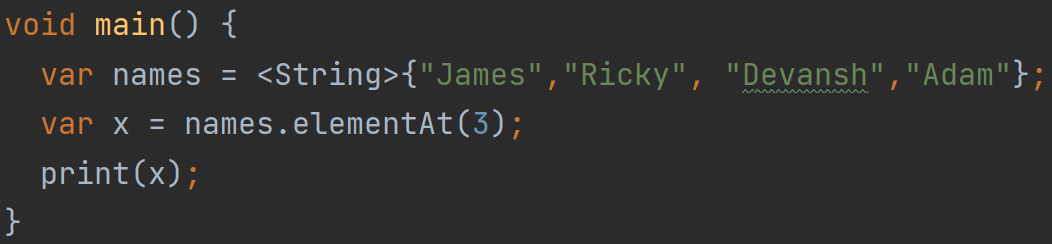 void main() {
  var names = <String>{"James","Ricky", "Devansh","Adam"};
  var x = names.elementAt(3);
  print(x);
}